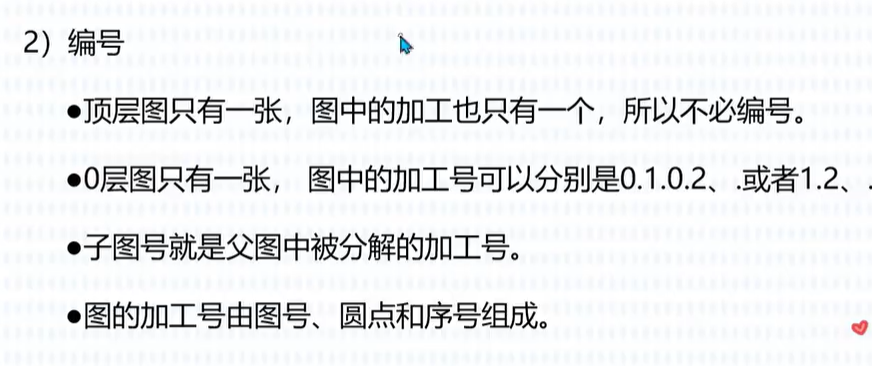 2）编号
●顶层图只有一张，图中的加工也只有一个，所以不必编号。
●0层图只有一张， 图中的加工号可以分别是0.1.0.2、.或者1.2、.
●子图号就是父图中被分解的加工号。
●图的加工号由图号、圆点和序号组成。